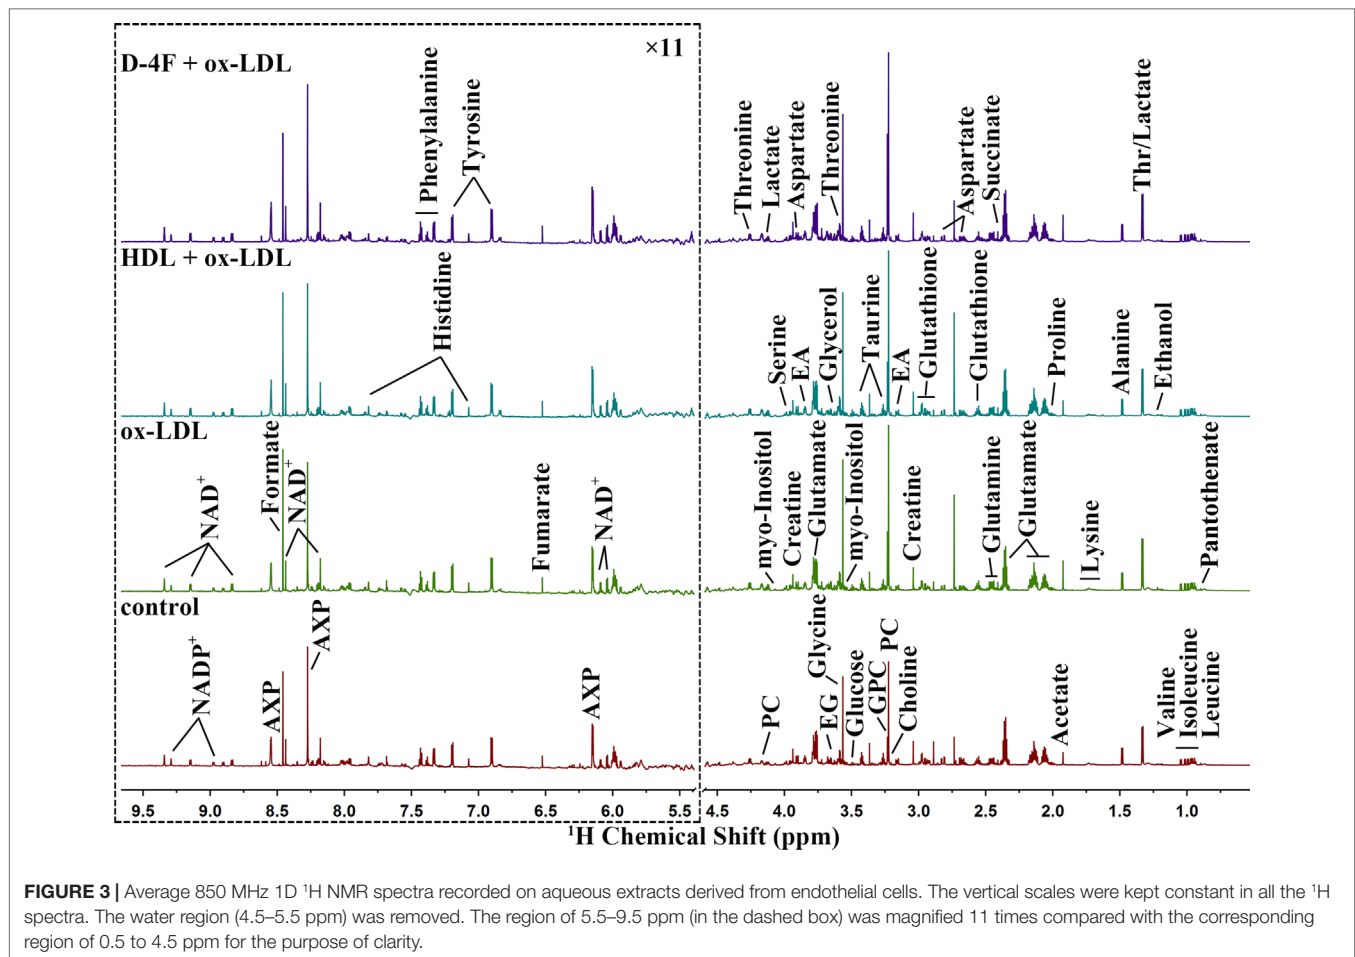 ×11
D-4F + ox-LDL
Phenylalanine
Tyrosine
Threonine
Lactate
Aspartate
Threonine
Aspartate
Succinate
Thr/Lactate
HDL + ox-LDL
Histidine
Serine
EA
Glycerol
Taurine
EA
Glutathione
Glutathione
Proline
Alanine
Ethanol
ox-LDL
NAD⁺
Formate
NAD⁺
Fumarate
NAD⁺
myo-Inositol
Creatine
Glutamate
myo-Inositol
Creatine
Glutamine
Glutamate
Lysine
Pantothenate
control
NADP⁺
AXP
AXP
AXP
PC
Glycine
EG
Glucose
GPC
PC
Choline
Acetate
Valine
Isoleucine
Leucine
9.5 9.0 8.5 8.0 7.5 7.0 6.5 6.0 5.5 4.5 4.0 3.5 3.0 2.5 2.0 1.5 1.0
¹H Chemical Shift (ppm)
FIGURE 3 | Average 850 MHz 1D ¹H NMR spectra recorded on aqueous extracts derived from endothelial cells. The vertical scales were kept constant in all the ¹H
spectra. The water region (4.5–5.5 ppm) was removed. The region of 5.5–9.5 ppm (in the dashed box) was magnified 11 times compared with the corresponding
region of 0.5 to 4.5 ppm for the purpose of clarity.